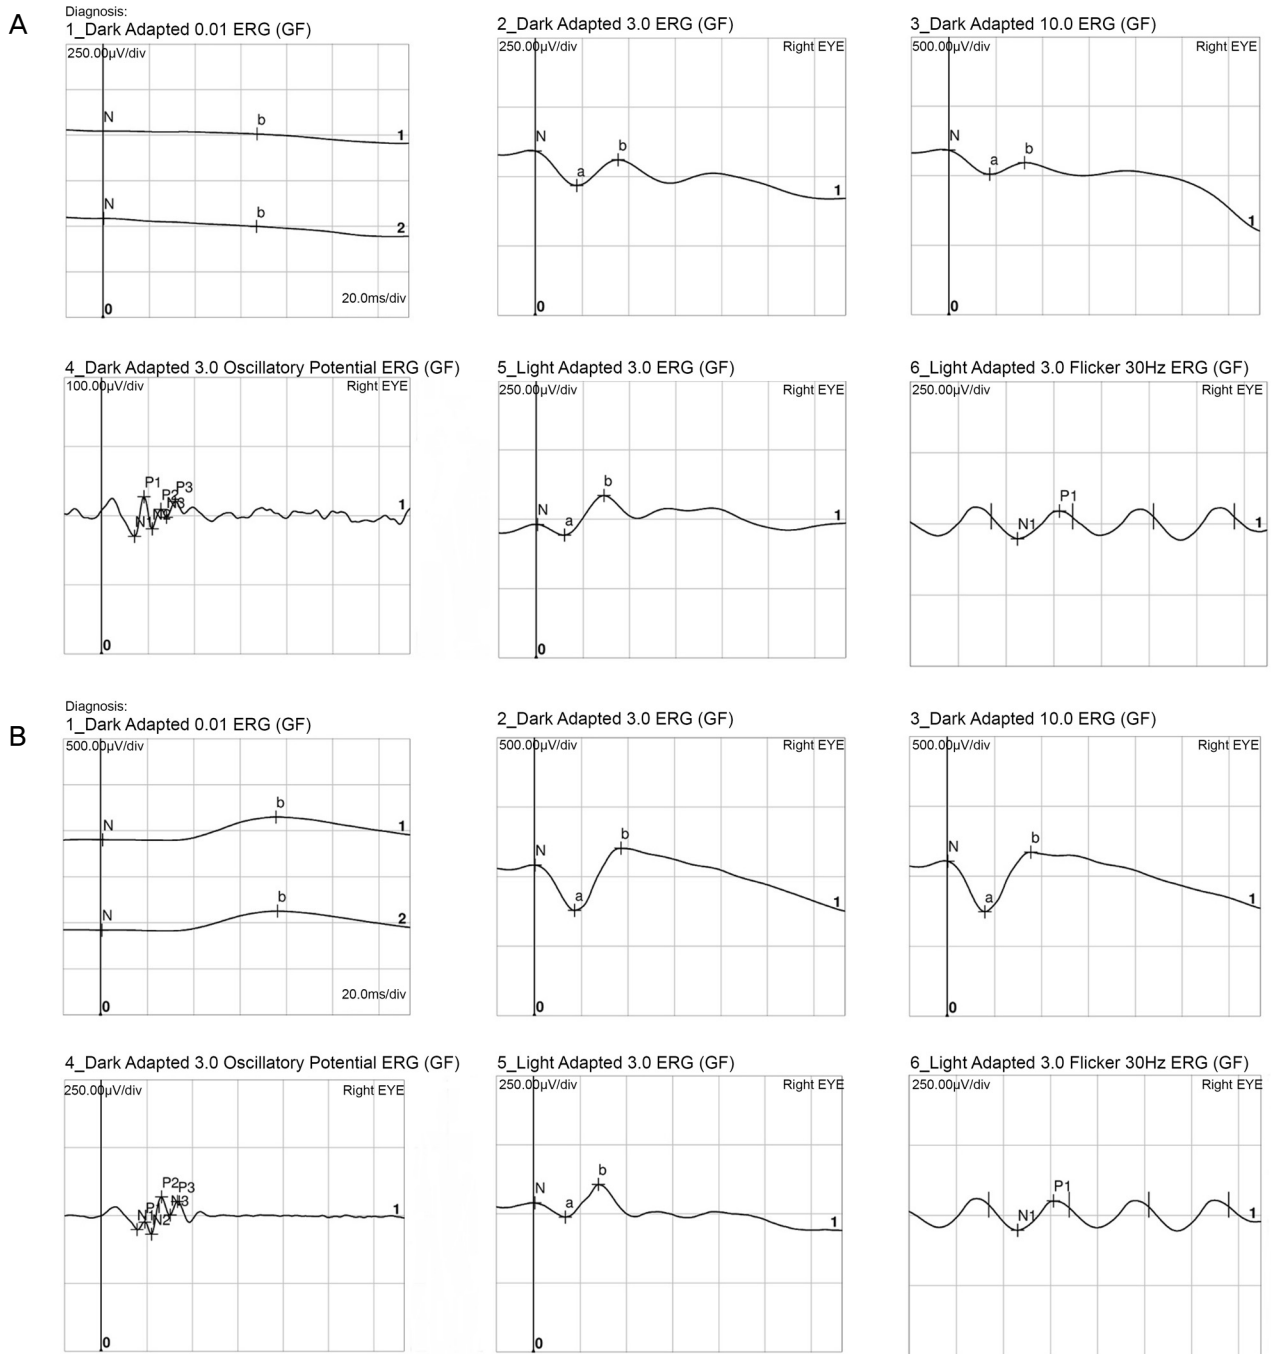 A
Diagnosis:
1_Dark Adapted 0.01 ERG (GF)
250.00µV/div
N
b
1
N
b
2
20.0ms/div
0
2_Dark Adapted 3.0 ERG (GF)
250.00µV/div
Right EYE
N
a
b
1
0
3_Dark Adapted 10.0 ERG (GF)
500.00µV/div
Right EYE
N
a
b
1
0
4_Dark Adapted 3.0 Oscillatory Potential ERG (GF)
100.00µV/div
Right EYE
P1
P2
P3
N3
1
0
5_Light Adapted 3.0 ERG (GF)
250.00µV/div
Right EYE
N
a
b
1
0
6_Light Adapted 3.0 Flicker 30Hz ERG (GF)
250.00µV/div
Right EYE
N1
P1
1
B
Diagnosis:
1_Dark Adapted 0.01 ERG (GF)
500.00µV/div
N
b
1
N
b
2
20.0ms/div
0
2_Dark Adapted 3.0 ERG (GF)
500.00µV/div
Right EYE
N
a
b
1
0
3_Dark Adapted 10.0 ERG (GF)
500.00µV/div
Right EYE
N
a
b
1
0
4_Dark Adapted 3.0 Oscillatory Potential ERG (GF)
250.00µV/div
Right EYE
P2
P3
N3
N2
1
0
5_Light Adapted 3.0 ERG (GF)
250.00µV/div
Right EYE
N
a
b
1
0
6_Light Adapted 3.0 Flicker 30Hz ERG (GF)
250.00µV/div
Right EYE
N1
P1
1